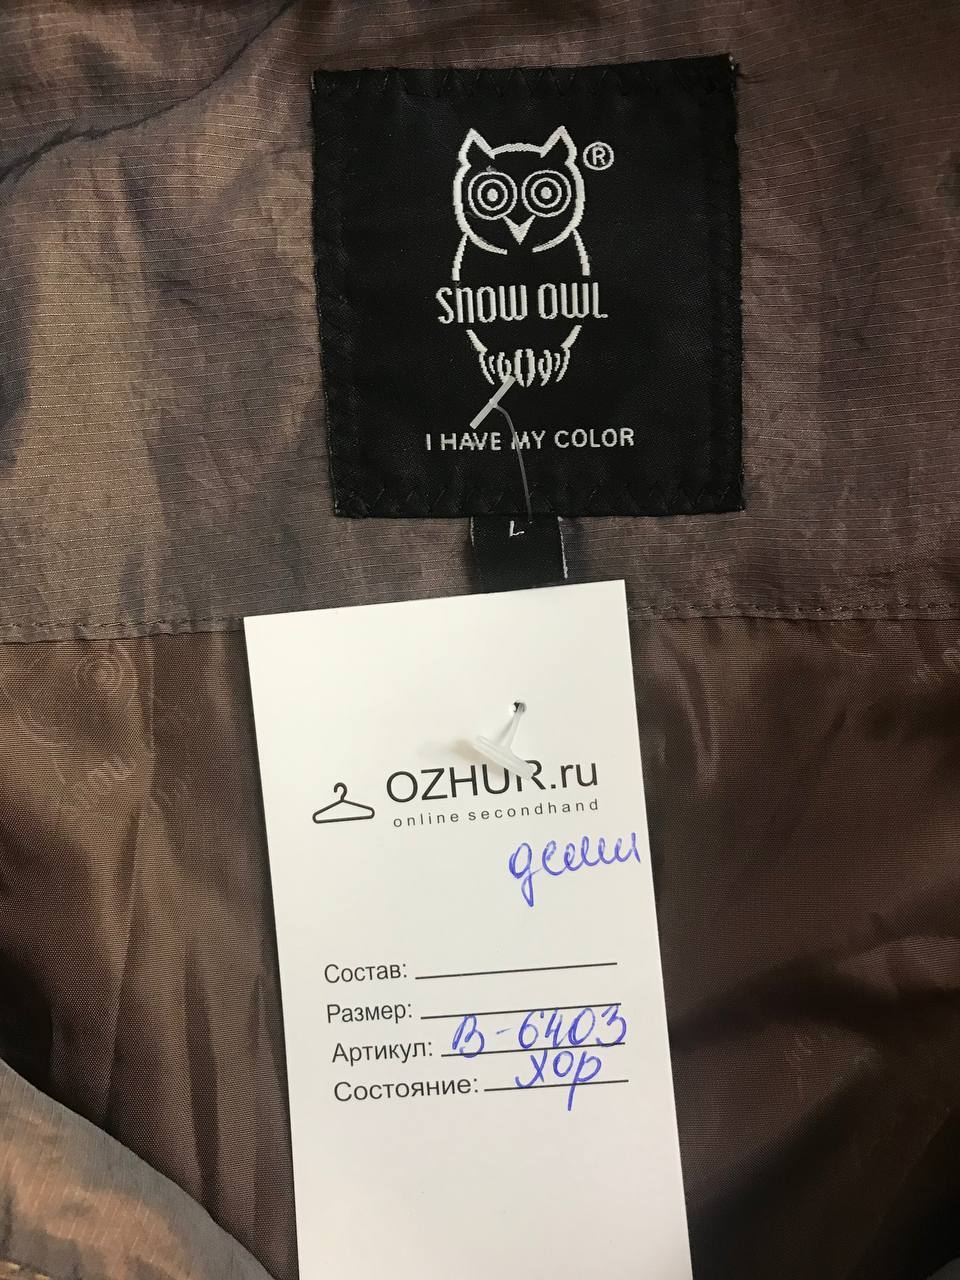 ®
SNOW OWL
I HAVE MY COLOR
L
OZHUR.ru
online secondhand
деми
Состав:
Размер:
Артикул: В-6403
Состояние: хор